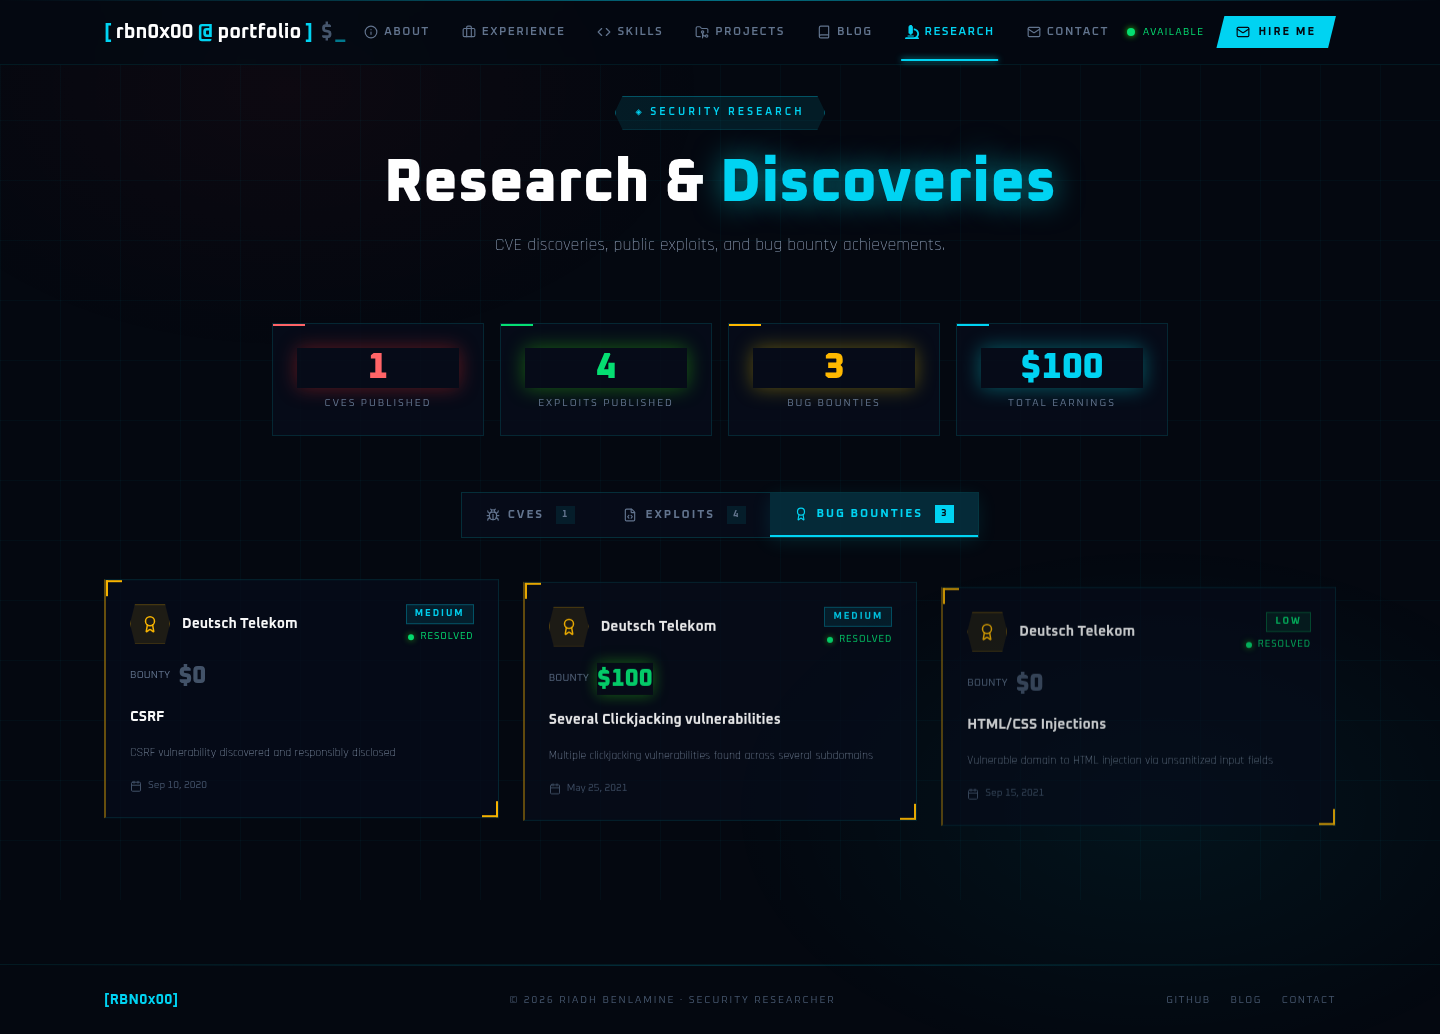 [ rbn0x00 @ portfolio ] $_
ABOUT
EXPERIENCE
SKILLS
PROJECTS
BLOG
RESEARCH
CONTACT
AVAILABLE
HIRE ME
◈ SECURITY RESEARCH
Research & Discoveries
CVE discoveries, public exploits, and bug bounty achievements.
1
CVES PUBLISHED
4
EXPLOITS PUBLISHED
3
BUG BOUNTIES
$100
TOTAL EARNINGS
CVES 1
EXPLOITS 4
BUG BOUNTIES 3
Deutsch Telekom
MEDIUM
RESOLVED
BOUNTY $0
CSRF
CSRF vulnerability discovered and responsibly disclosed
Sep 10, 2020
Deutsch Telekom
MEDIUM
RESOLVED
BOUNTY $100
Several Clickjacking vulnerabilities
Multiple clickjacking vulnerabilities found across several subdomains
May 25, 2021
Deutsch Telekom
LOW
RESOLVED
BOUNTY $0
HTML/CSS Injections
Vulnerable domain to HTML injection via unsanitized input fields
Sep 15, 2021
[RBN0x00]
© 2026 RIADH BENLAMINE · SECURITY RESEARCHER
GITHUB
BLOG
CONTACT